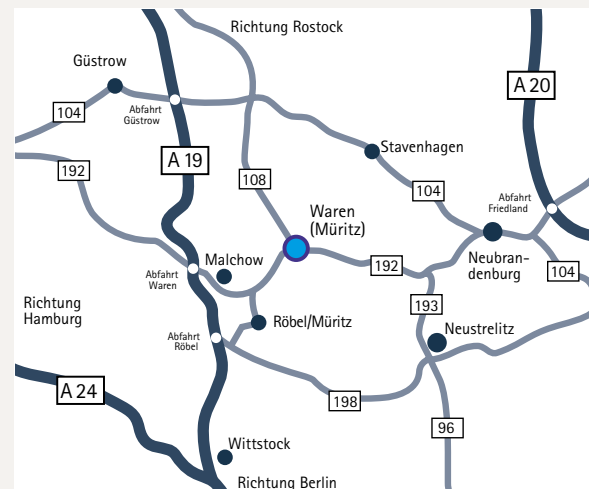 Richtung Rostock
Güstrow
A 20
104
Abfahrt
Güstrow
Stavenhagen
A 19
192
108
104
Abfahrt
Friedland
Waren
(Müritz)
Malchow
192
Neubran-
denburg
104
Abfahrt
Waren
Richtung
Hamburg
193
Röbel/Müritz
Neustrelitz
Abfahrt
Röbel
A 24
198
96
Wittstock
Richtung Berlin